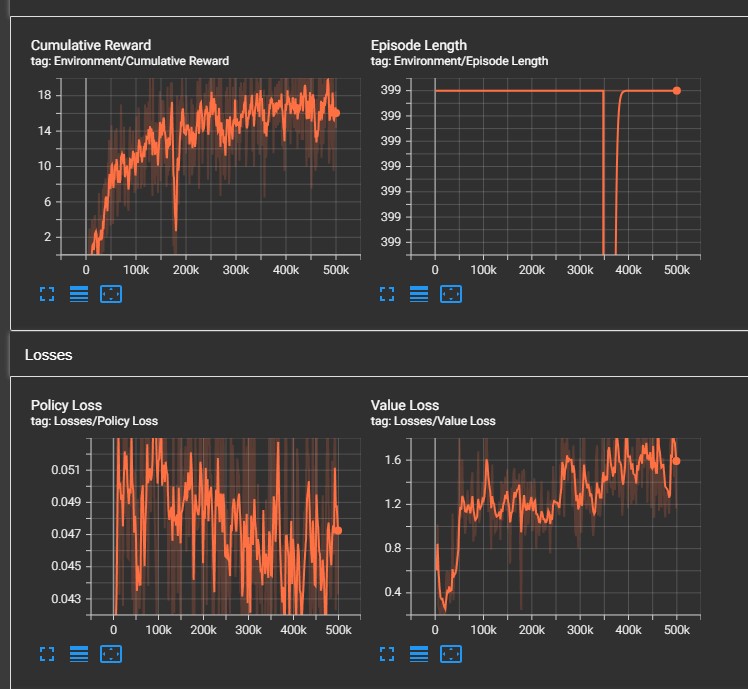 Cumulative Reward
tag: Environment/Cumulative Reward
18
14
10
6
2
0 100k 200k 300k 400k 500k
Episode Length
tag: Environment/Episode Length
399
399
399
399
399
399
399
0 100k 200k 300k 400k 500k
Losses
Policy Loss
tag: Losses/Policy Loss
0.051
0.049
0.047
0.045
0.043
0 100k 200k 300k 400k 500k
Value Loss
tag: Losses/Value Loss
1.6
1.2
0.8
0.4
0 100k 200k 300k 400k 500k